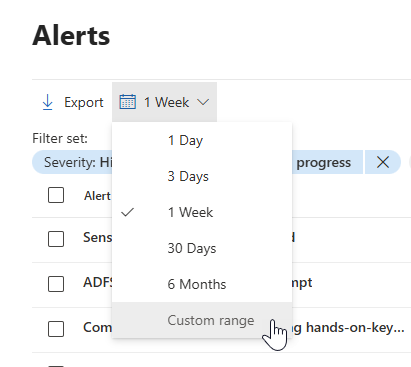 Alerts
Export 1 Week
Filter set:
Severity: Hi progress
1 Day
3 Days
1 Week
30 Days
6 Months
Custom range
Alert
Sens d
ADFS mpt
Com ng hands-on-key...